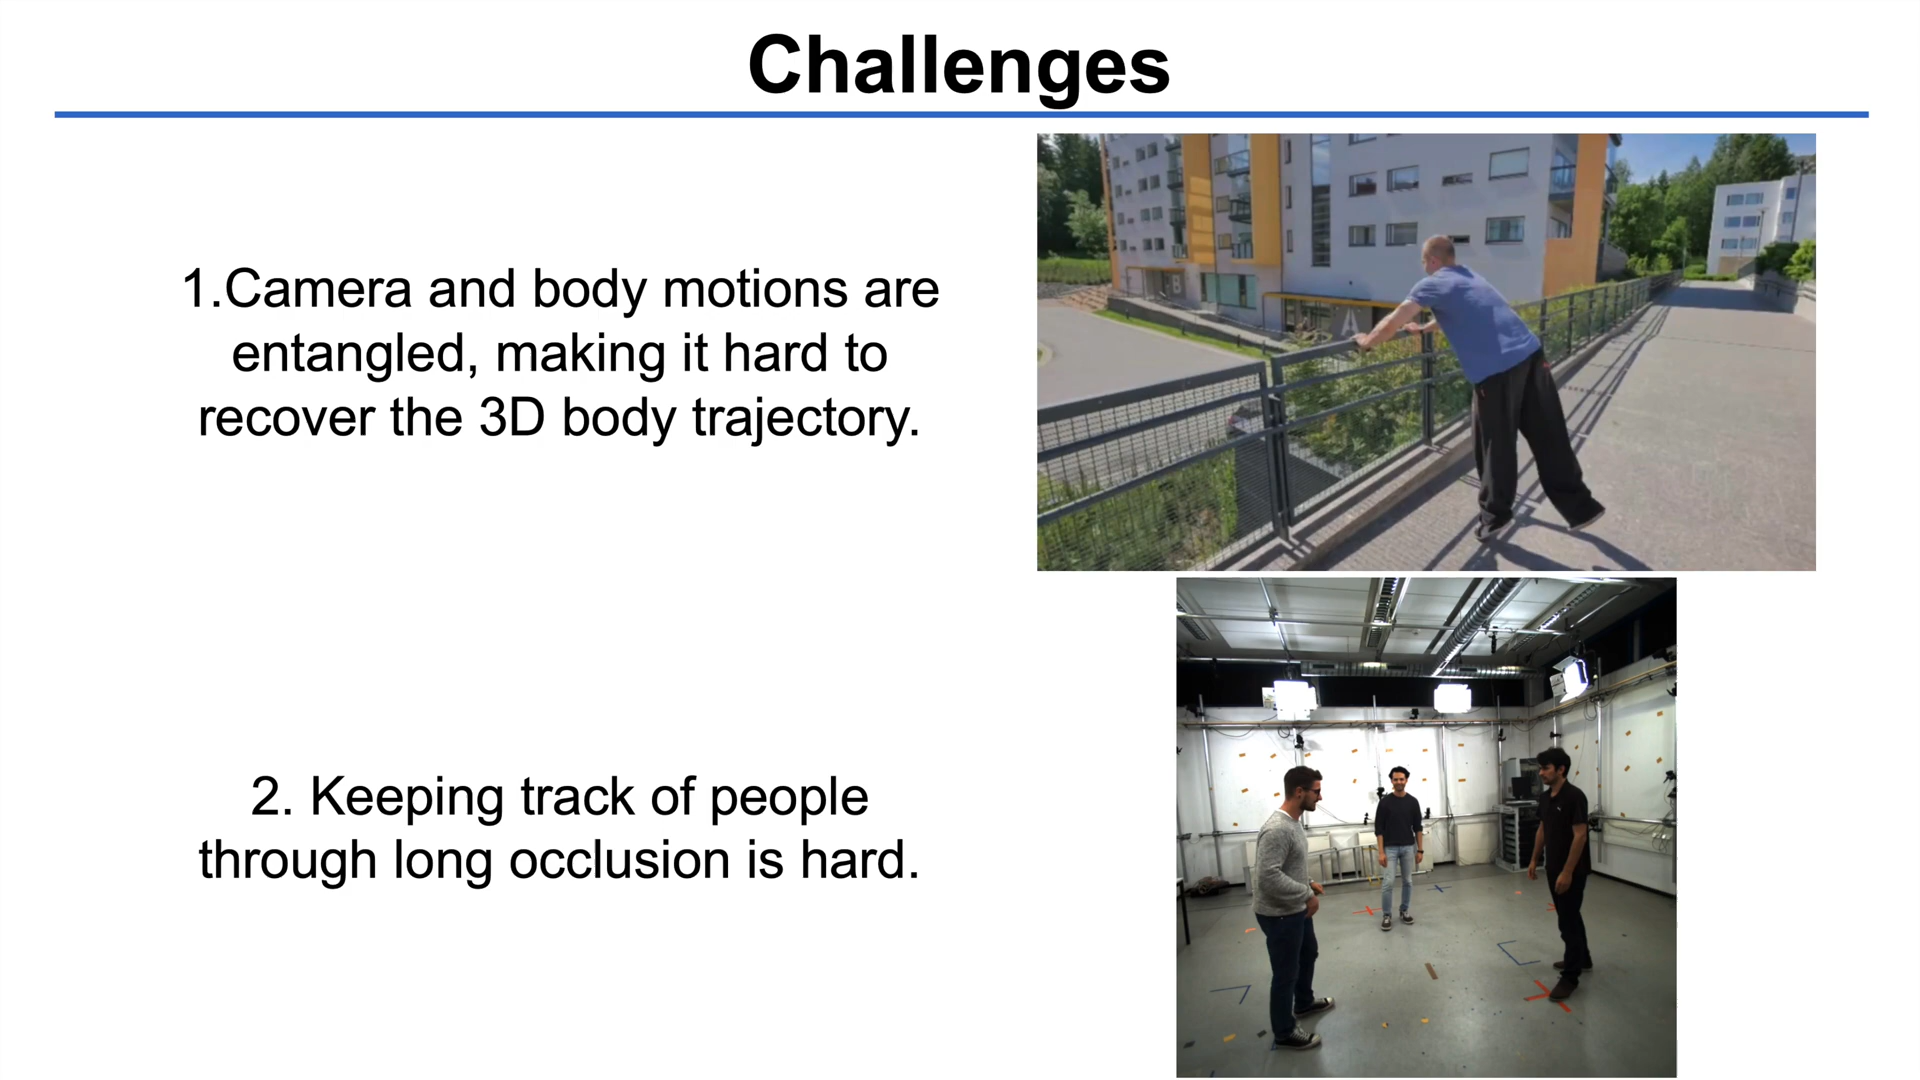 Challenges
1.Camera and body motions are
entangled, making it hard to
recover the 3D body trajectory.
A
2. Keeping track of people
through long occlusion is hard.